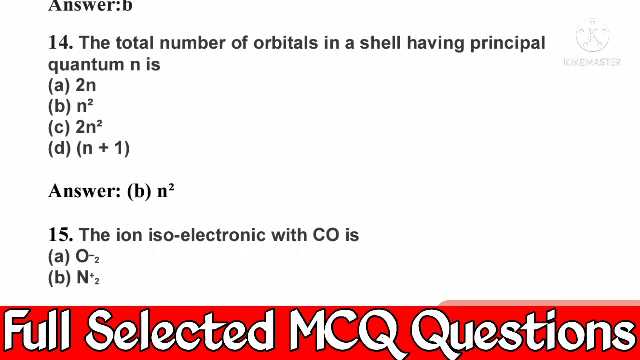 Answer:b
14. The total number of orbitals in a shell having principal
quantum n is
(a) 2n
(b) n²
(c) 2n²
(d) (n + 1)
Answer: (b) n²
15. The ion iso-electronic with CO is
(a) O⁻₂
(b) N⁺₂
KINEMASTER
Full Selected MCQ Questions